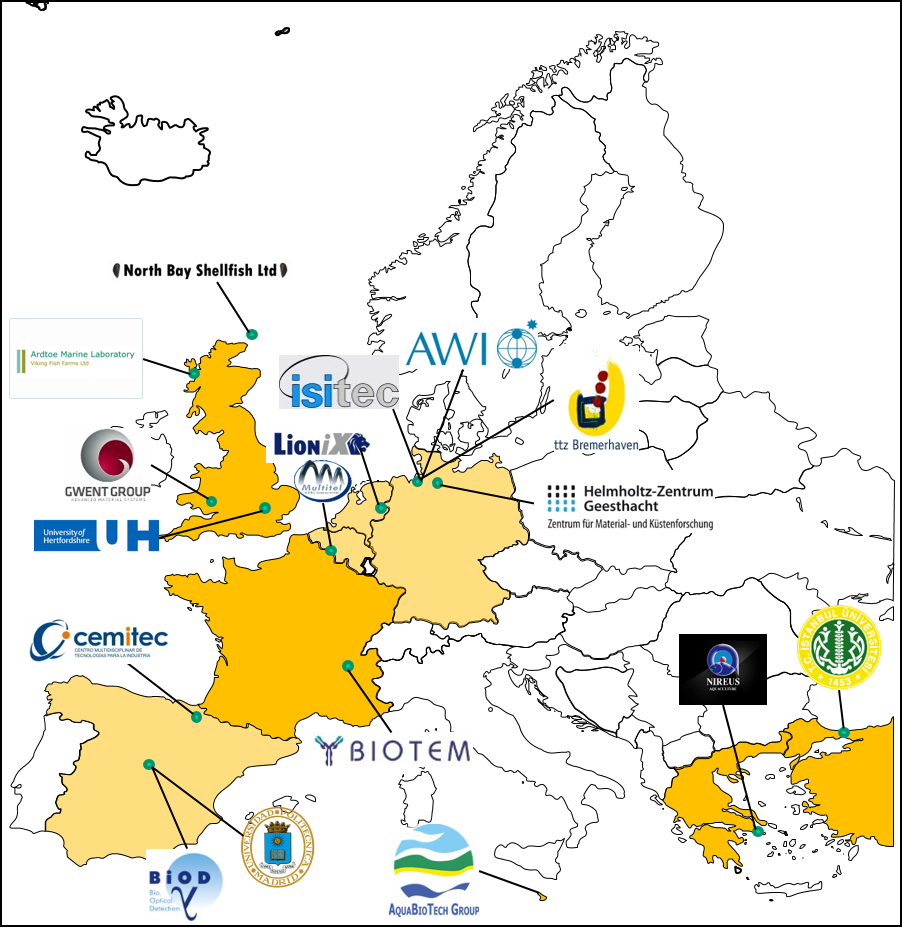 North Bay Shellfish Ltd
Ardtoe Marine Laboratory
Viking Fish Farms Ltd
AWI
isitec
ttz Bremerhaven
LioniX
Multitel
GWENT GROUP
ADVANCED MATERIAL SYSTEMS
Helmholtz-Zentrum
Geesthacht
Zentrum für Material- und Küstenforschung
University of
Hertfordshire
UH
cemitec
CENTRO MULTIDISCIPLINAR DE
TECNOLOGÍAS PARA LA INDUSTRIA
T.C. İSTANBUL ÜNİVERSİTESİ
1453
NIREUS
AQUACULTURE
BIOTEM
UNIVERSIDAD POLITÉCNICA
MADRID
BiOD
Bio.
Optical
Detection.
AQUABIOTECH GROUP